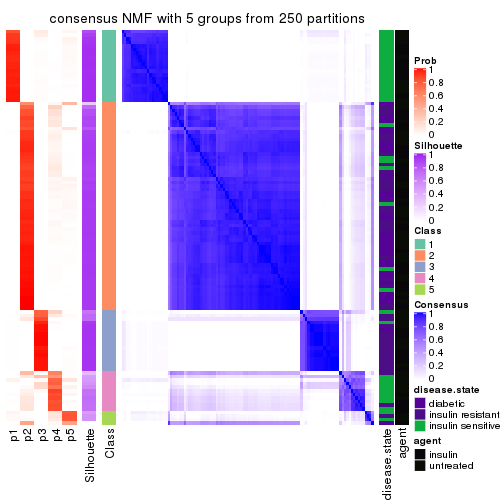 consensus NMF with 5 groups from 250 partitions
Prob
1
0.8
0.6
0.4
0.2
0
Silhouette
1
0.8
0.6
0.4
0.2
0
Class
1
2
3
4
5
Consensus
1
0.8
0.6
0.4
0.2
0
disease.state
diabetic
insulin resistant
insulin sensitive
agent
insulin
untreated
p1
p2
p3
p4
p5
Silhouette
Class
disease.state
agent